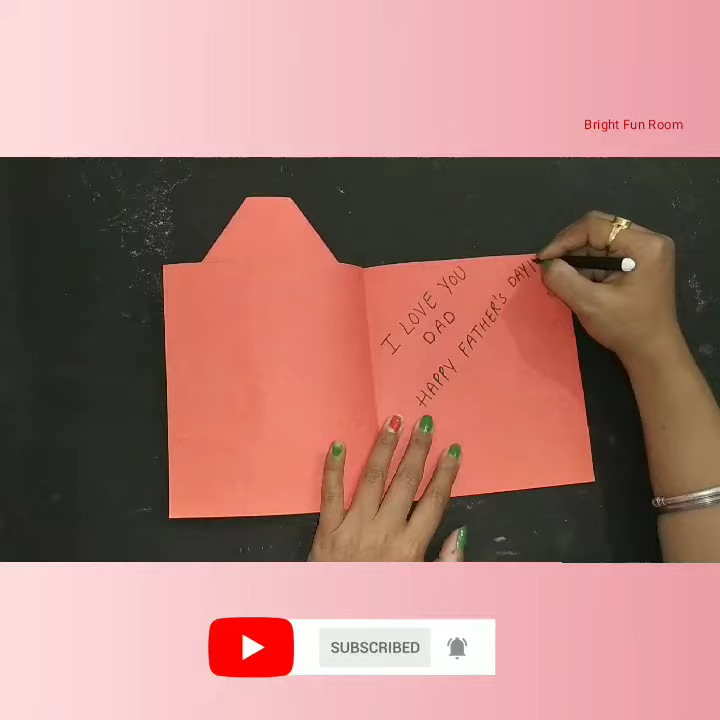 Bright Fun Room
I LOVE YOU
DAD
HAPPY FATHER'S DAY!
SUBSCRIBED